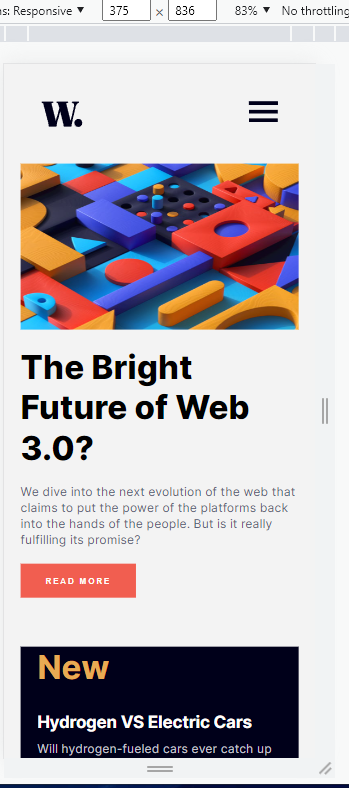 ns: Responsive ▼ 375 × 836 83% ▼ No throttling
W.
The Bright
Future of Web
3.0?
We dive into the next evolution of the web that
claims to put the power of the platforms back
into the hands of the people. But is it really
fulfilling its promise?
READ MORE
New
Hydrogen VS Electric Cars
Will hydrogen-fueled cars ever catch up